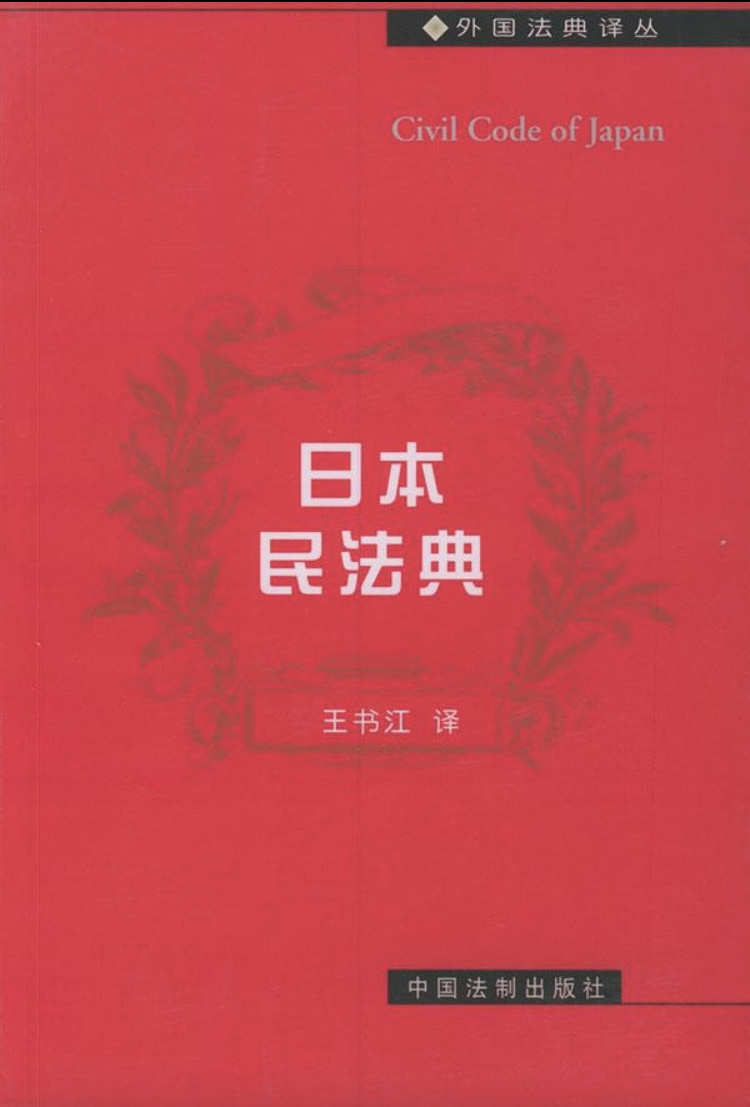 外国法典译丛
Civil Code of Japan
日本
民法典
王书江 译
中国法制出版社